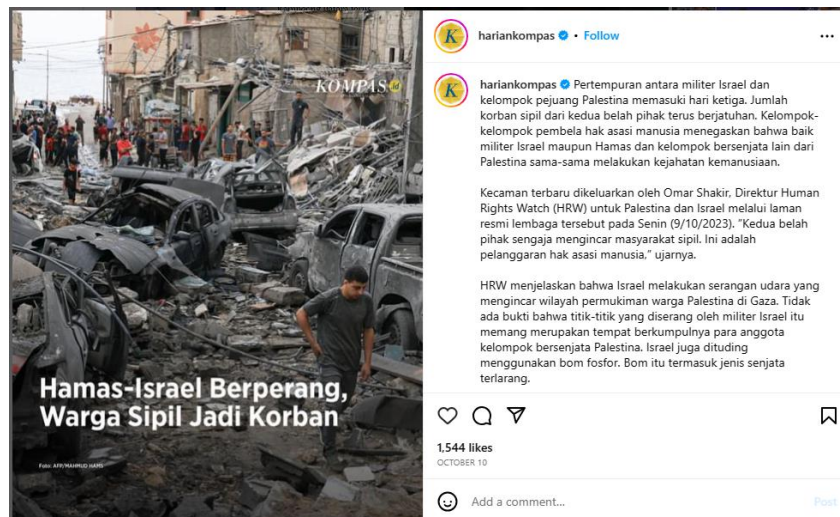 KOMPAS.id
Hamas-Israel Berperang,
Warga Sipil Jadi Korban
Foto: AFP/MAHMUD HAMS
hariankompas • Follow
hariankompas Pertempuran antara militer Israel dan
kelompok pejuang Palestina memasuki hari ketiga. Jumlah
korban sipil dari kedua belah pihak terus berjatuhan. Kelompok-
kelompok pembela hak asasi manusia menegaskan bahwa baik
militer Israel maupun Hamas dan kelompok bersenjata lain dari
Palestina sama-sama melakukan kejahatan kemanusiaan.
Kecaman terbaru dikeluarkan oleh Omar Shakir, Direktur Human
Rights Watch (HRW) untuk Palestina dan Israel melalui laman
resmi lembaga tersebut pada Senin (9/10/2023). "Kedua belah
pihak sengaja mengincar masyarakat sipil. Ini adalah
pelanggaran hak asasi manusia," ujarnya.
HRW menjelaskan bahwa Israel melakukan serangan udara yang
mengincar wilayah permukiman warga Palestina di Gaza. Tidak
ada bukti bahwa titik-titik yang diserang oleh militer Israel itu
memang merupakan tempat berkumpulnya para anggota
kelompok bersenjata Palestina. Israel juga dituding
menggunakan bom fosfor. Bom itu termasuk jenis senjata
terlarang.
1,544 likes
OCTOBER 10
Add a comment...
Post